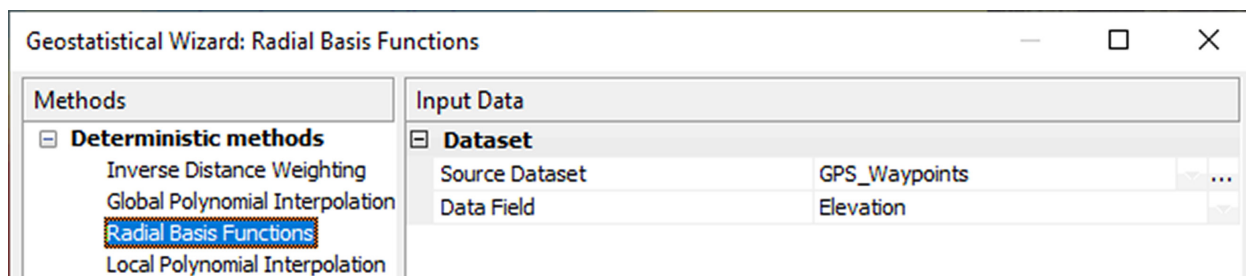 Geostatistical Wizard: Radial Basis Functions
Methods
Deterministic methods
Inverse Distance Weighting
Global Polynomial Interpolation
Radial Basis Functions
Local Polynomial Interpolation
Input Data
Dataset
Source Dataset GPS_Waypoints ...
Data Field Elevation